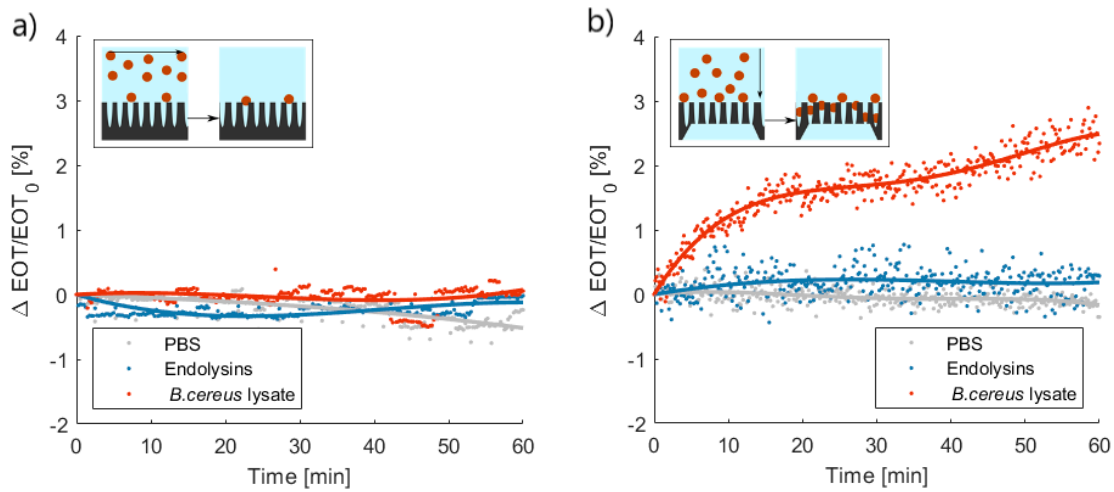 a)
Δ EOT/EOT0 [%]
4
3
2
1
0
-1
-2
PBS
Endolysins
B.cereus lysate
0 10 20 30 40 50 60
Time [min]
b)
Δ EOT/EOT0 [%]
4
3
2
1
0
-1
-2
PBS
Endolysins
B.cereus lysate
0 10 20 30 40 50 60
Time [min]